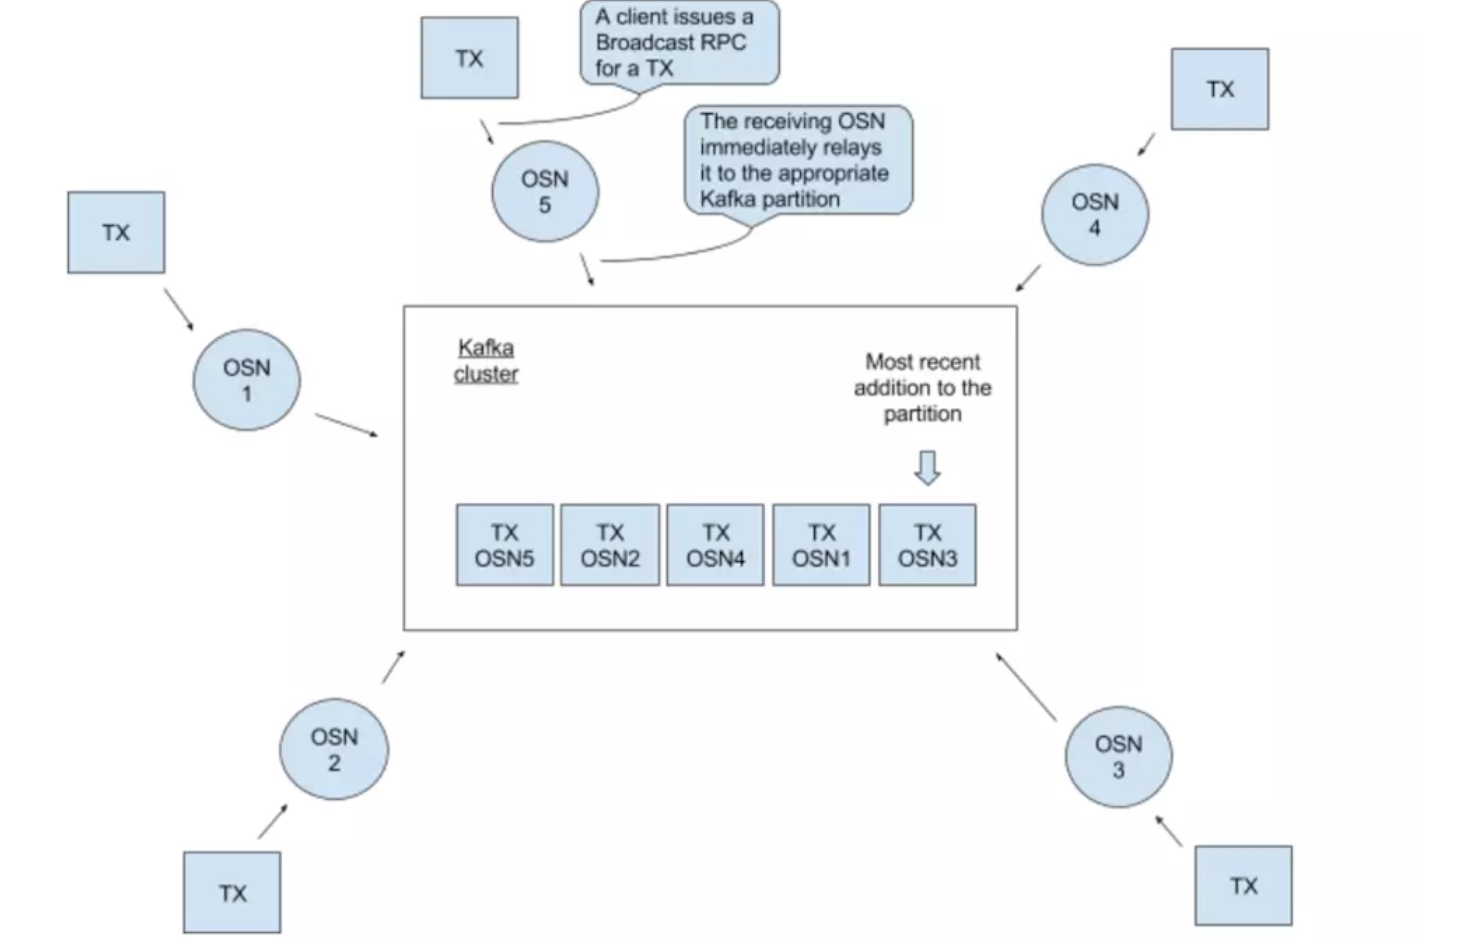 TX
A client issues a
Broadcast RPC
for a TX
TX
The receiving OSN
immediately relays
it to the appropriate
Kafka partition
OSN
5
OSN
4
TX
OSN
1
Kafka
cluster
Most recent
addition to the
partition
TX
OSN5
TX
OSN2
TX
OSN4
TX
OSN1
TX
OSN3
OSN
2
OSN
3
TX
TX